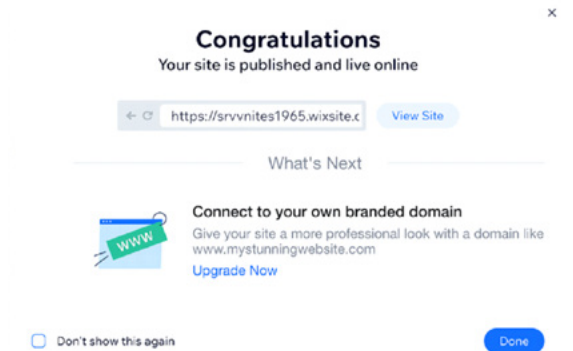 Congratulations
Your site is published and live online
https://srvvnites1965.wixsite.c
View Site
What's Next
www
Connect to your own branded domain
Give your site a more professional look with a domain like
www.mystunningwebsite.com
Upgrade Now
Don't show this again
Done